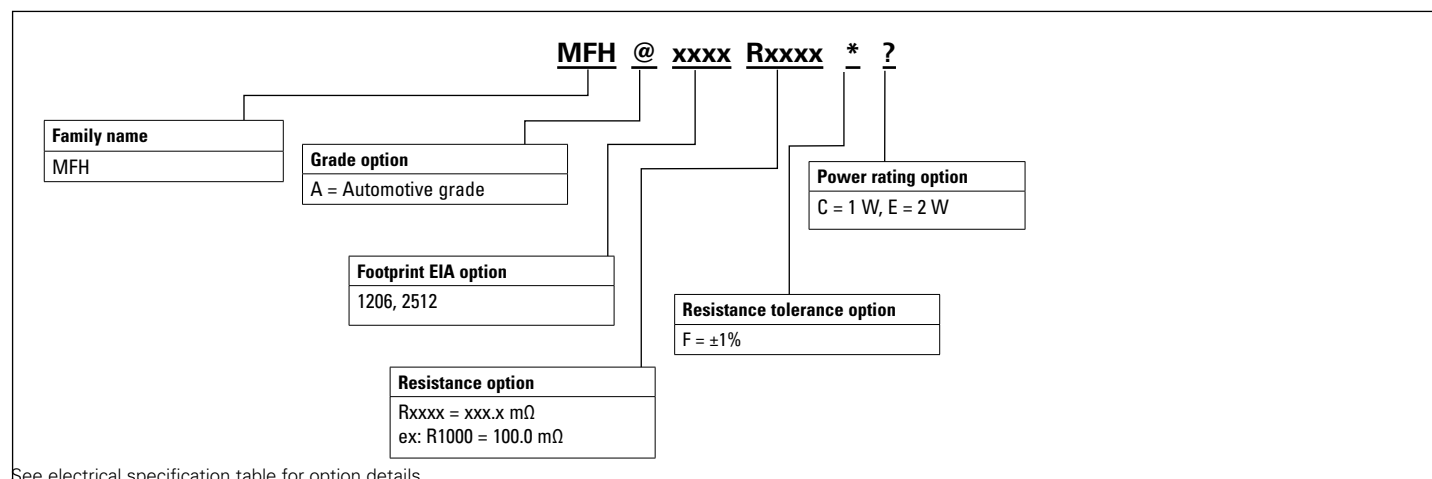 MFH @ xxxx Rxxxx * ?
Family name
MFH
Grade option
A = Automotive grade
Power rating option
C = 1 W, E = 2 W
Footprint EIA option
1206, 2512
Resistance tolerance option
F = ±1%
Resistance option
Rxxxx = xxx.x mΩ
ex: R1000 = 100.0 mΩ
See electrical specification table for option details